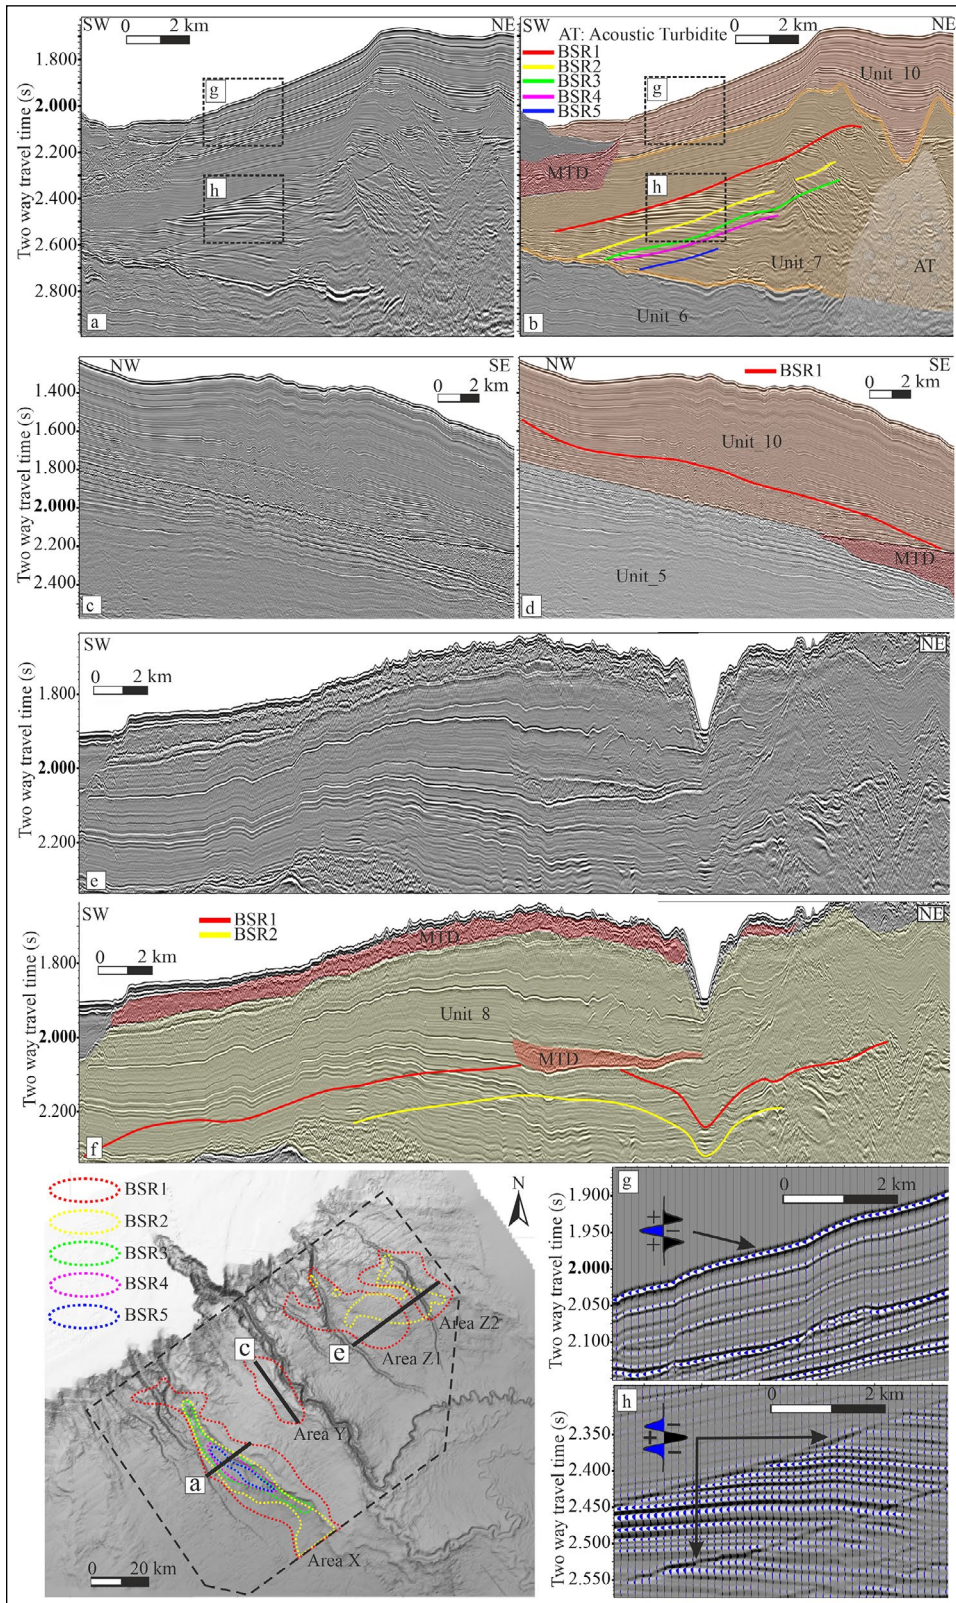 SW
0 2 km
NE
Two way travel time (s)
1.800
2.000
2.200
2.400
2.600
2.800
g
h
a
SW
AT: Acoustic Turbidite
0 2 km
NE
BSR1
BSR2
BSR3
BSR4
BSR5
g
Unit_10
MTD
h
Unit_7
AT
Unit_6
b
NW
SE
0 2 km
Two way travel time (s)
1.400
1.600
1.800
2.000
2.200
2.400
c
NW
BSR1
SE
0 2 km
Unit_10
MTD
Unit_5
d
SW
NE
0 2 km
Two way travel time (s)
1.800
2.000
2.200
e
SW
BSR1
BSR2
NE
0 2 km
MTD
Two way travel time (s)
1.800
2.000
2.200
Unit_8
MTD
f
BSR1
BSR2
BSR3
BSR4
BSR5
N
Area Z2
Area Z1
e
c
Area Y
a
Area X
0 20 km
g
0 2 km
Two way travel time (s)
1.900
1.950
2.000
2.050
2.100
+
−
+
h
0 2 km
Two way travel time (s)
2.350
2.400
2.450
2.500
2.550
−
+
−